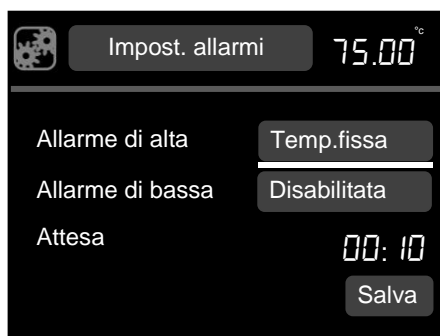 Impost. allarmi 75.00 °c
Allarme di alta Temp.fissa
Allarme di bassa Disabilitata
Attesa 00:10
Salva